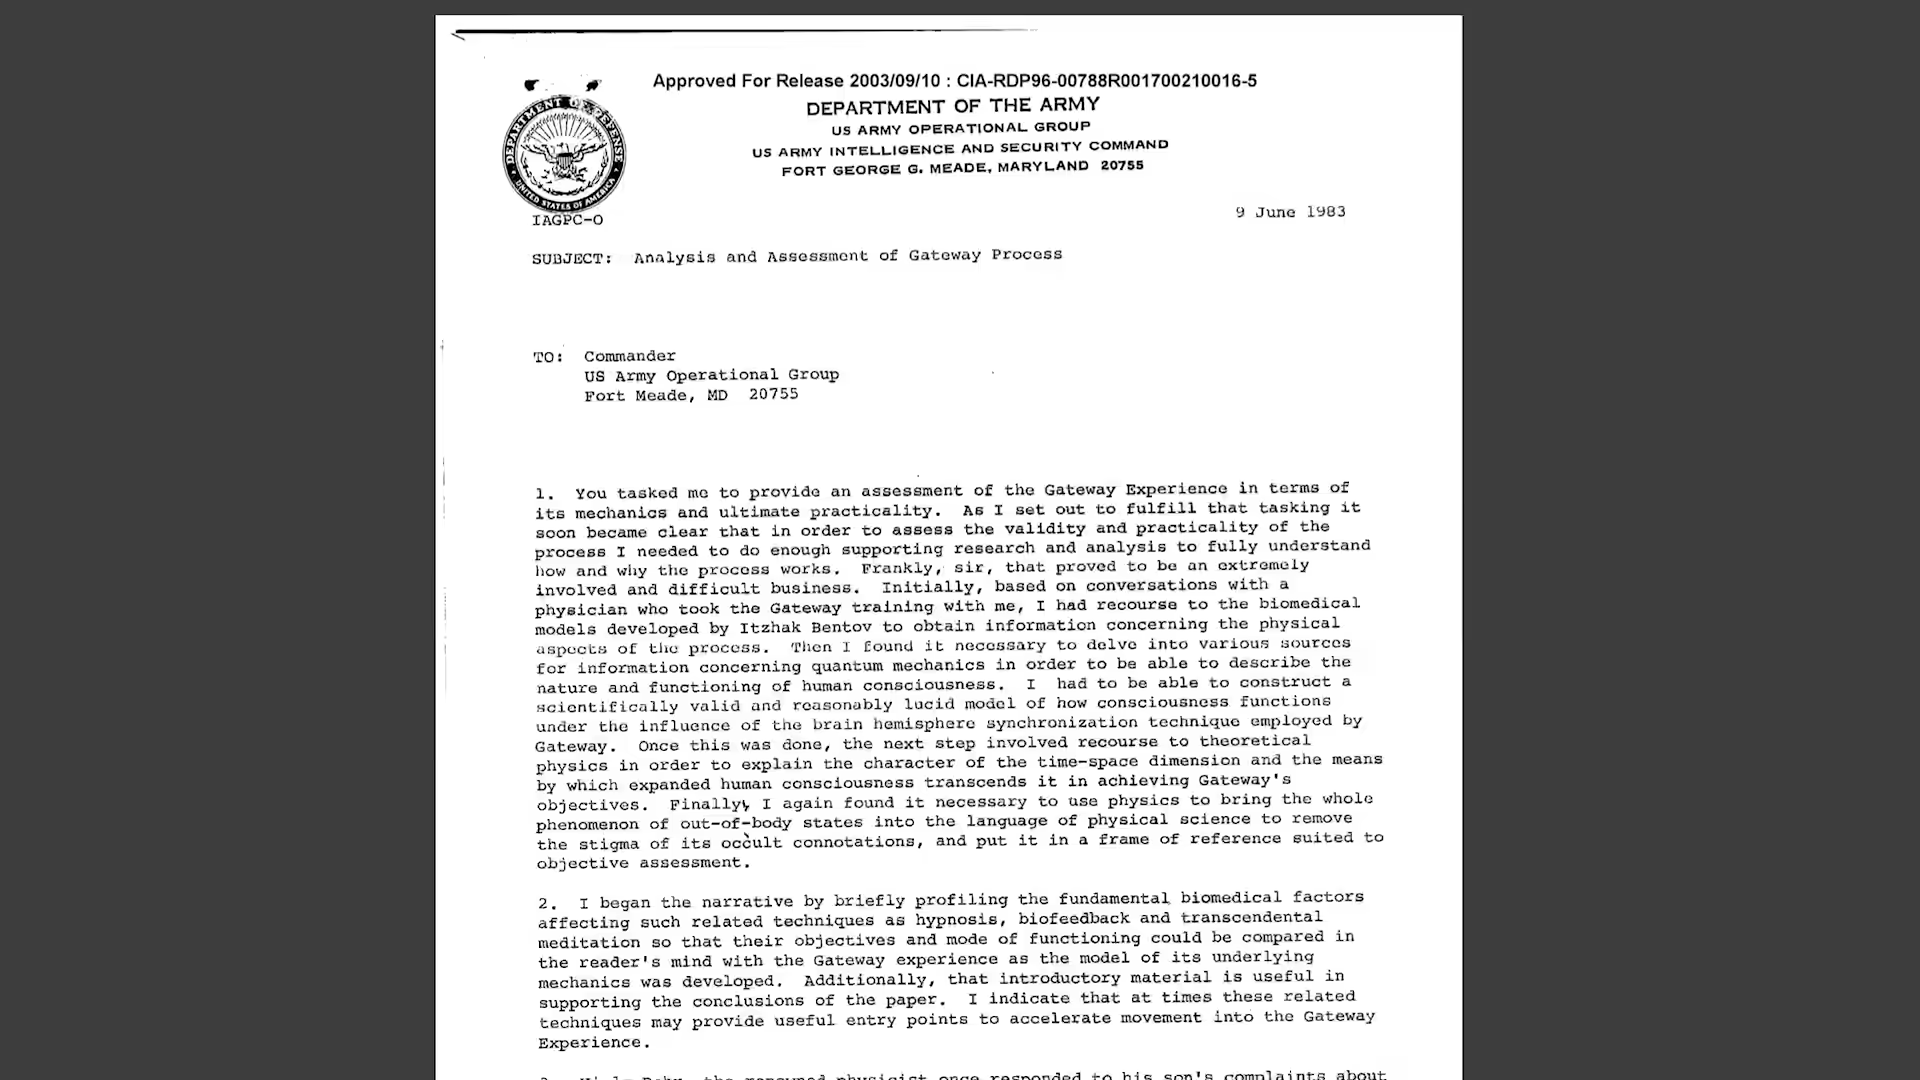 Approved For Release 2003/09/10 : CIA-RDP96-00788R001700210016-5
DEPARTMENT OF THE ARMY
US ARMY OPERATIONAL GROUP
US ARMY INTELLIGENCE AND SECURITY COMMAND
FORT GEORGE G. MEADE, MARYLAND 20755
DEPARTMENT OF DEFENSE
UNITED STATES OF AMERICA
IAGPC-O
9 June 1983
SUBJECT: Analysis and Assessment of Gateway Process
TO: Commander
US Army Operational Group
Fort Meade, MD 20755
1. You tasked me to provide an assessment of the Gateway Experience in terms of
its mechanics and ultimate practicality. As I set out to fulfill that tasking it
soon became clear that in order to assess the validity and practicality of the
process I needed to do enough supporting research and analysis to fully understand
how and why the process works. Frankly, sir, that proved to be an extremely
involved and difficult business. Initially, based on conversations with a
physician who took the Gateway training with me, I had recourse to the biomedical
models developed by Itzhak Bentov to obtain information concerning the physical
aspects of the process. Then I found it necessary to delve into various sources
for information concerning quantum mechanics in order to be able to describe the
nature and functioning of human consciousness. I had to be able to construct a
scientifically valid and reasonably lucid model of how consciousness functions
under the influence of the brain hemisphere synchronization technique employed by
Gateway. Once this was done, the next step involved recourse to theoretical
physics in order to explain the character of the time-space dimension and the means
by which expanded human consciousness transcends it in achieving Gateway's
objectives. Finally, I again found it necessary to use physics to bring the whole
phenomenon of out-of-body states into the language of physical science to remove
the stigma of its occult connotations, and put it in a frame of reference suited to
objective assessment.
2. I began the narrative by briefly profiling the fundamental biomedical factors
affecting such related techniques as hypnosis, biofeedback and transcendental
meditation so that their objectives and mode of functioning could be compared in
the reader's mind with the Gateway experience as the model of its underlying
mechanics was developed. Additionally, that introductory material is useful in
supporting the conclusions of the paper. I indicate that at times these related
techniques may provide useful entry points to accelerate movement into the Gateway
Experience.
the renowned physicist once responded to his son's complaints about